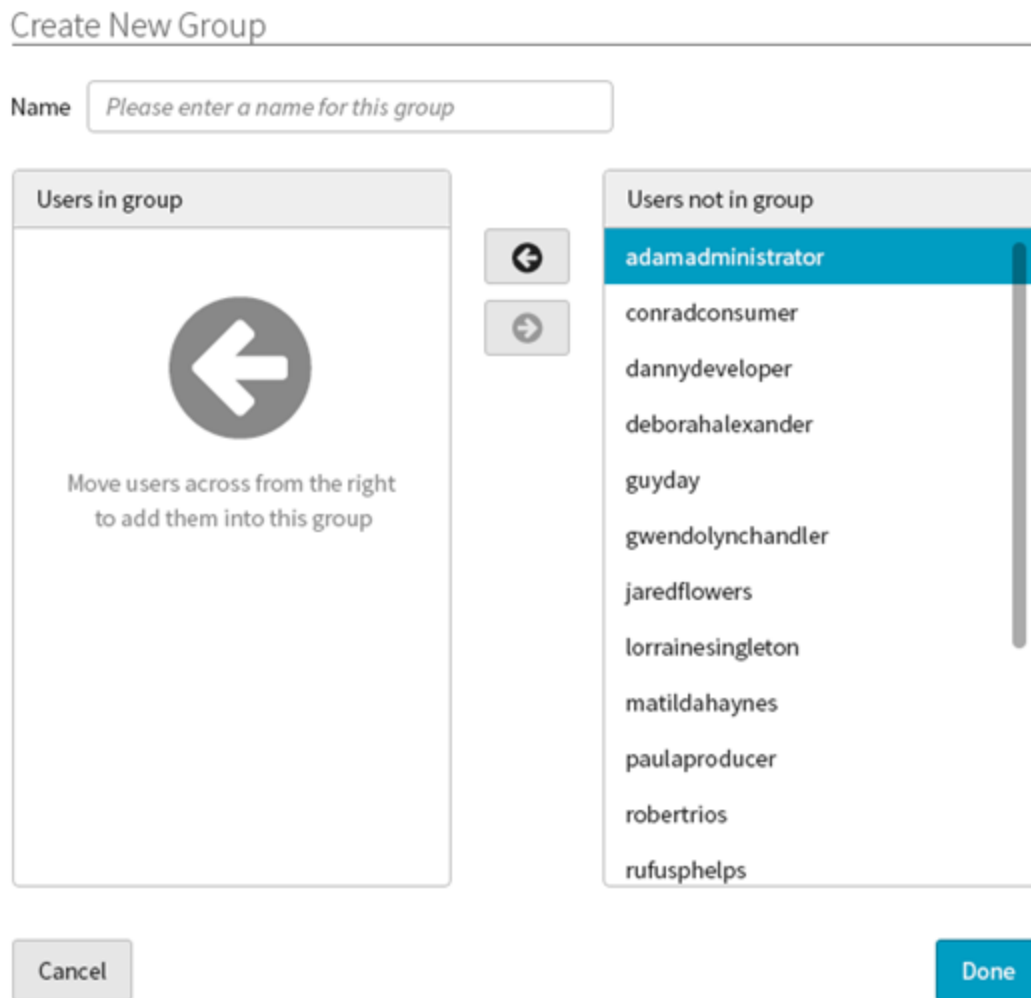 Create New Group
Name
Please enter a name for this group
Users in group
Move users across from the right
to add them into this group
Users not in group
adamadministrator
conradconsumer
dannydeveloper
deborahalexander
guyday
gwendolynchandler
jaredflowers
lorrainesingleton
matildahaynes
paulaproducer
robertrios
rufusphelps
Cancel
Done